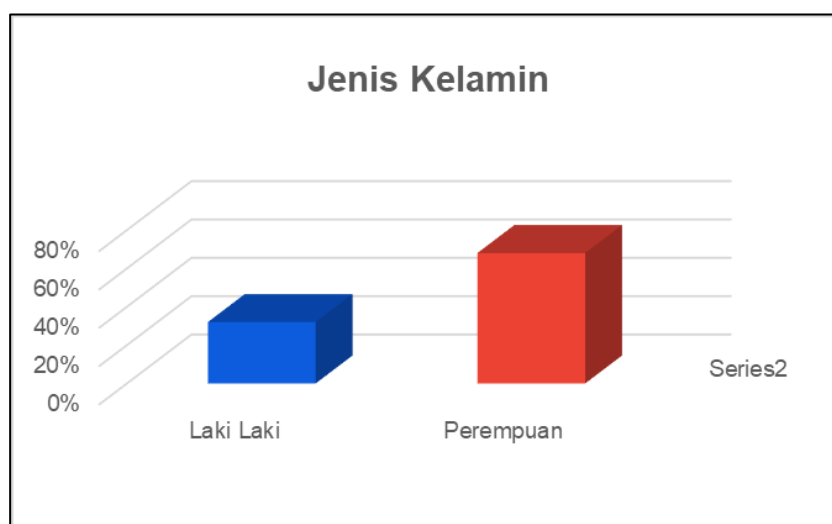 Jenis Kelamin
80%
60%
40%
20%
0%
Series2
Laki Laki
Perempuan